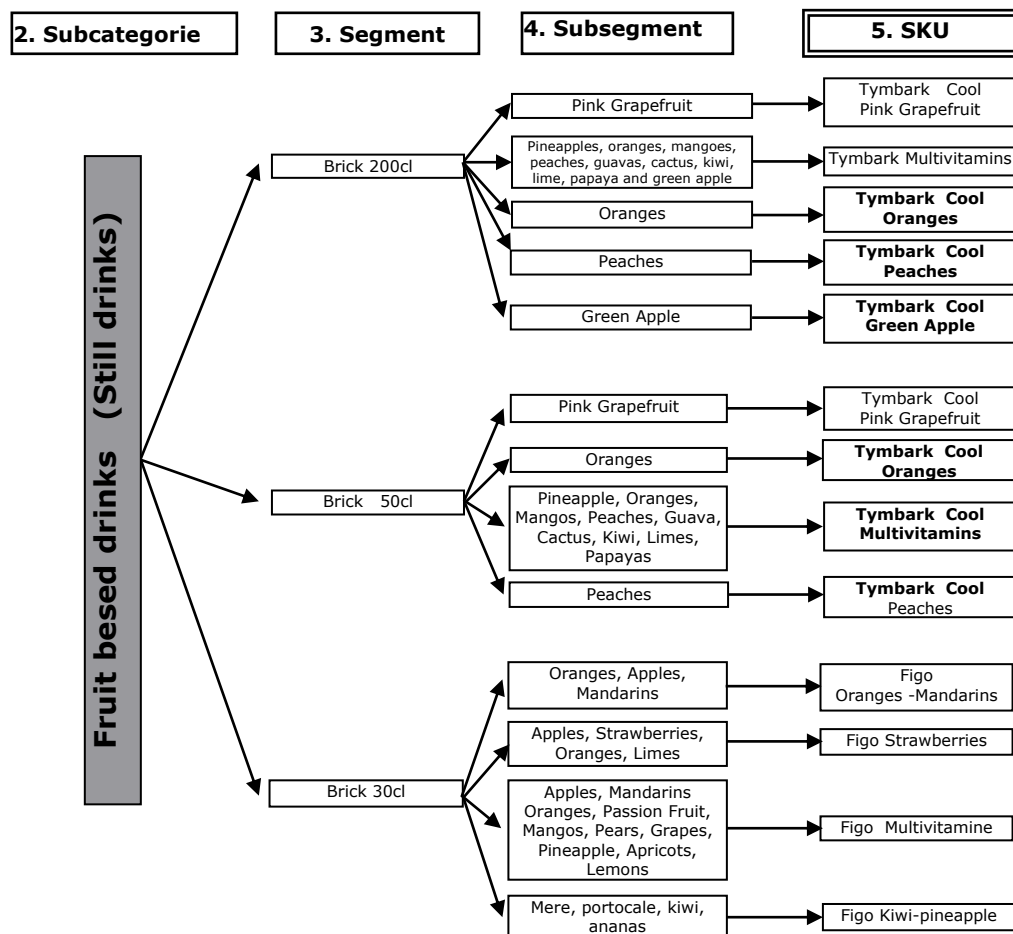 2. Subcategorie
3. Segment
4. Subsegment
5. SKU
Fruit besed drinks (Still drinks)
Brick 200cl
Pink Grapefruit
Tymbark Cool
Pink Grapefruit
Pineapples, oranges, mangoes,
peaches, guavas, cactus, kiwi,
lime, papaya and green apple
Tymbark Multivitamins
Oranges
Tymbark Cool
Oranges
Peaches
Tymbark Cool
Peaches
Green Apple
Tymbark Cool
Green Apple
Brick 50cl
Pink Grapefruit
Tymbark Cool
Pink Grapefruit
Oranges
Tymbark Cool
Oranges
Pineapple, Oranges,
Mangos, Peaches, Guava,
Cactus, Kiwi, Limes,
Papayas
Tymbark Cool
Multivitamins
Peaches
Tymbark Cool
Peaches
Brick 30cl
Oranges, Apples,
Mandarins
Figo
Oranges -Mandarins
Apples, Strawberries,
Oranges, Limes
Figo Strawberries
Apples, Mandarins
Oranges, Passion Fruit,
Mangos, Pears, Grapes,
Pineapple, Apricots,
Lemons
Figo Multivitamine
Mere, portocale, kiwi,
ananas
Figo Kiwi-pineapple